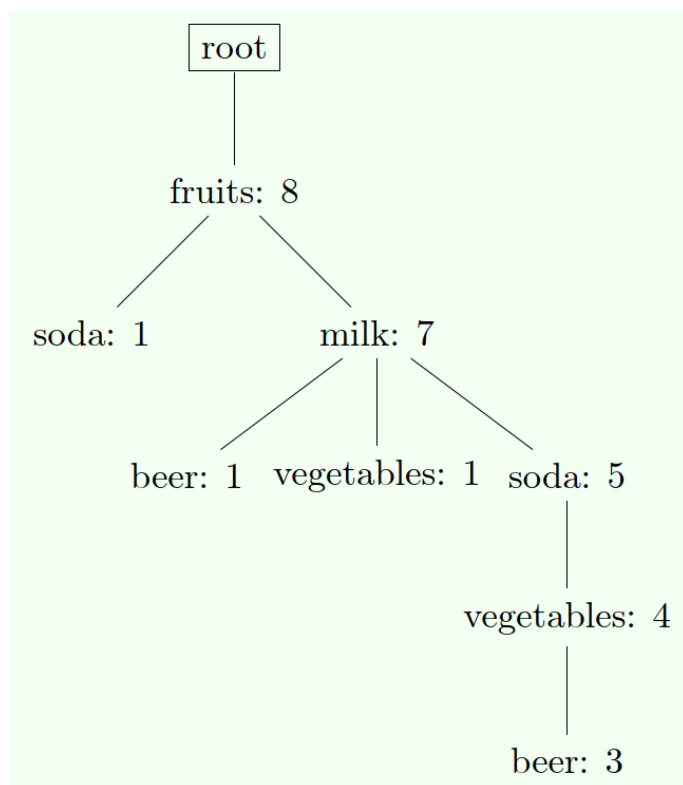 root
fruits: 8
soda: 1
milk: 7
beer: 1
vegetables: 1
soda: 5
vegetables: 4
beer: 3